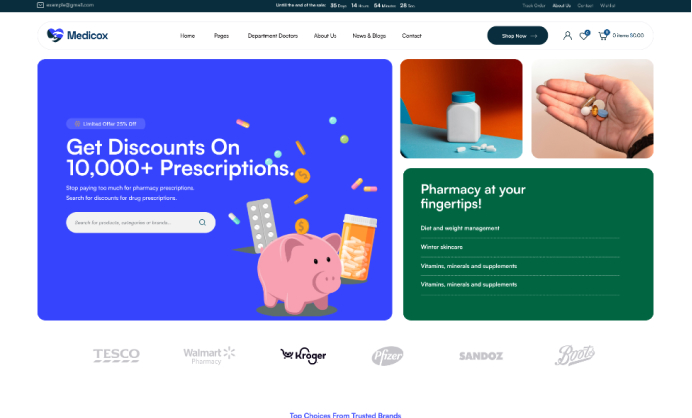 example@gmail.com
Until the end of the sale: 35 Days 14 Hours 54 Minutes 28 Sec
Track Order About Us Contact Wishlist
Medicox
Home Pages Department Doctors About Us News & Blogs Contact
Shop Now
0 items $0.00
Limited Offer 25% Off
Get Discounts On
10,000+ Prescriptions.
Stop paying too much for pharmacy prescriptions.
Search for discounts for drug prescriptions.
Search for products, categories or brands...
Pharmacy at your
fingertips!
Diet and weight management
Winter skincare
Vitamins, minerals and supplements
Vitamins, minerals and supplements
TESCO
Walmart
Pharmacy
Kroger
Pfizer
SANDOZ
Boots
Top Choices From Trusted Brands